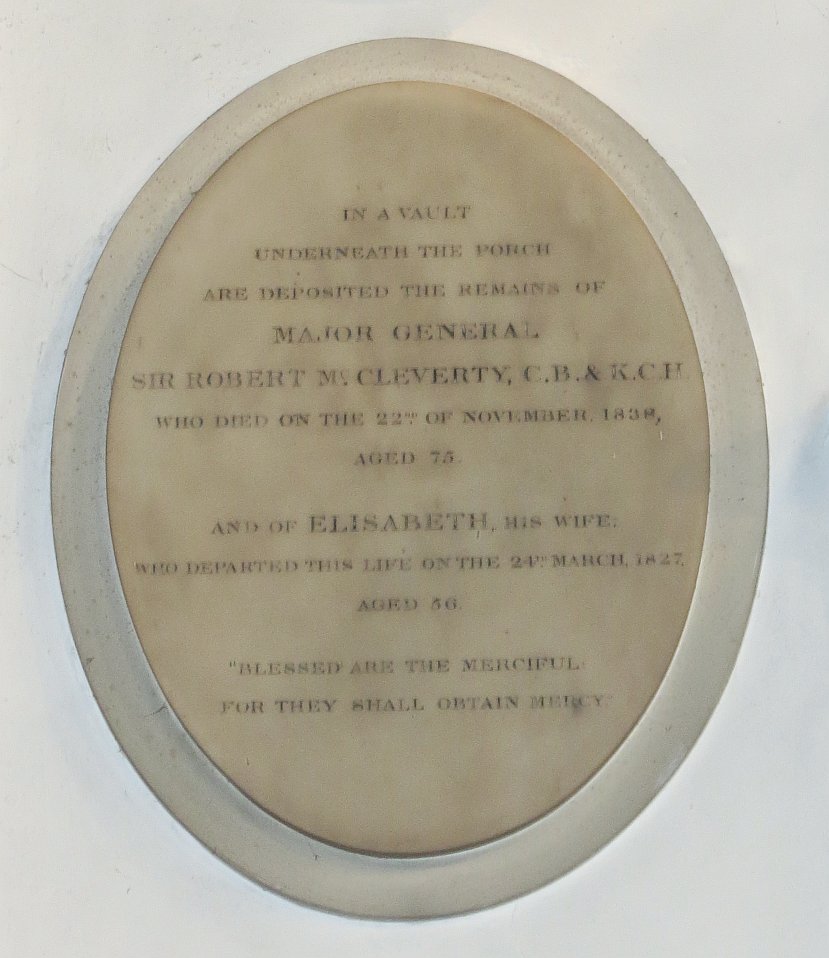 IN A VAULT
UNDERNEATH THE PORCH
ARE DEPOSITED THE REMAINS OF
MAJOR GENERAL
SIR ROBERT Mc. CLEVERTY, C.B. & K.C.H.
WHO DIED ON THE 22ND OF NOVEMBER, 1838,
AGED 75.
AND OF ELISABETH, HIS WIFE,
WHO DEPARTED THIS LIFE ON THE 24TH MARCH, 1827,
AGED 56.
"BLESSED ARE THE MERCIFUL
FOR THEY SHALL OBTAIN MERCY."